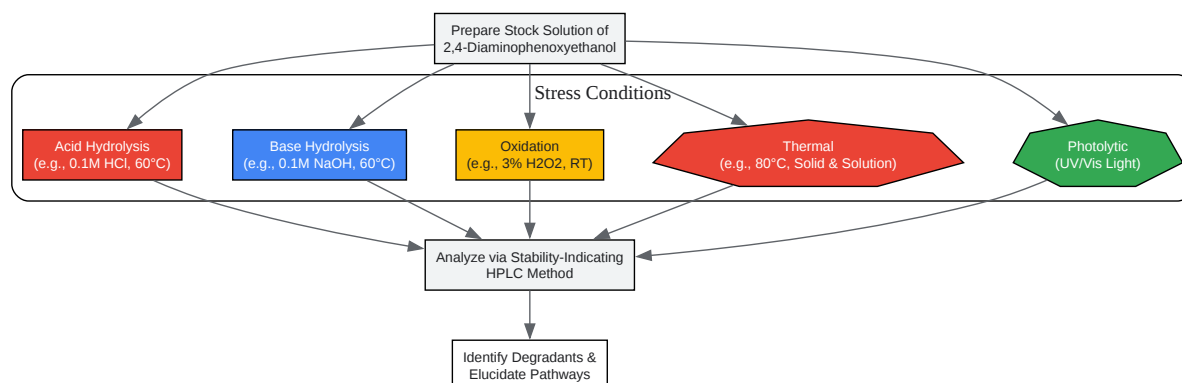 Prepare Stock Solution of
2,4-Diaminophenoxyethanol
Stress Conditions
Acid Hydrolysis
(e.g., 0.1M HCl, 60°C)
Base Hydrolysis
(e.g., 0.1M NaOH, 60°C)
Oxidation
(e.g., 3% H2O2, RT)
Thermal
(e.g., 80°C, Solid & Solution)
Photolytic
(UV/Vis Light)
Analyze via Stability-Indicating
HPLC Method
Identify Degradants &
Elucidate Pathways